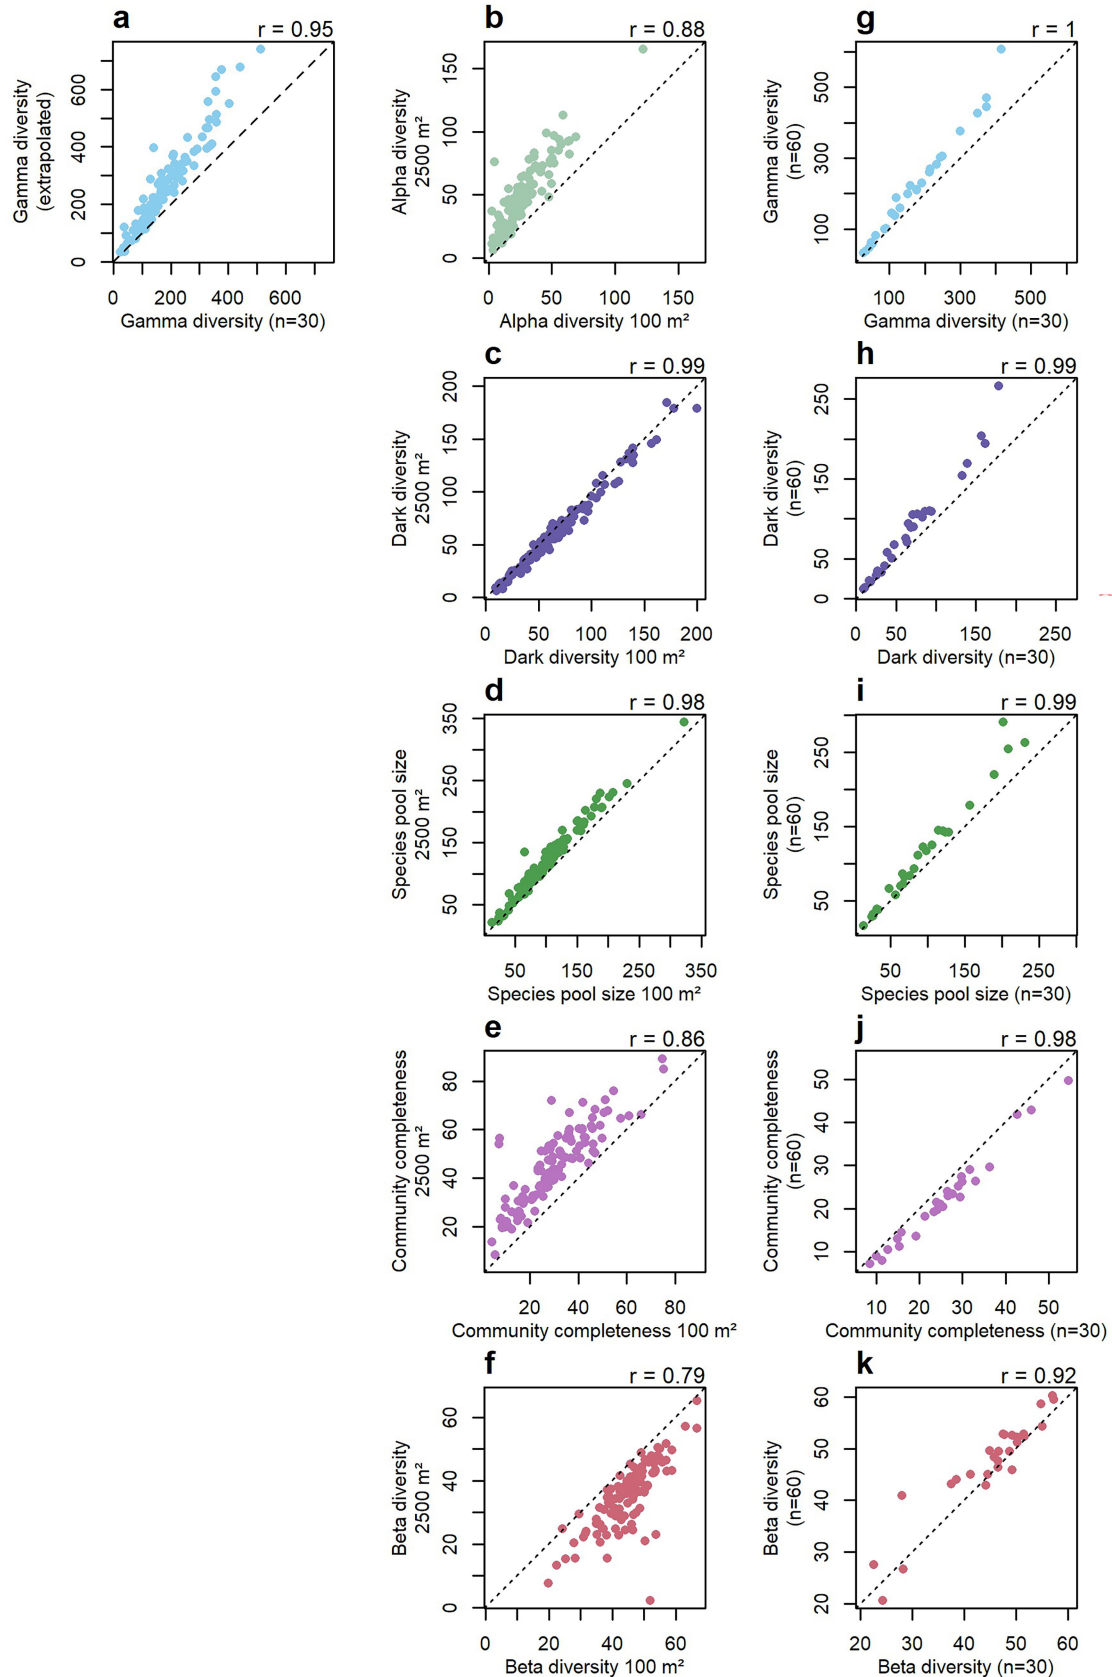 a
r = 0.95
Gamma diversity
(extrapolated)
600
400
200
0
0 200 400 600
Gamma diversity (n=30)
b
r = 0.88
Alpha diversity
2500 m²
150
100
50
0
0 50 100 150
Alpha diversity 100 m²
g
r = 1
Gamma diversity
(n=60)
500
300
100
100 300 500
Gamma diversity (n=30)
c
r = 0.99
Dark diversity
2500 m²
200
150
100
50
0
0 50 100 150 200
Dark diversity 100 m²
h
r = 0.99
Dark diversity
(n=60)
250
150
50
0
0 50 150 250
Dark diversity (n=30)
d
r = 0.98
Species pool size
2500 m²
350
250
150
50
50 150 250 350
Species pool size 100 m²
i
r = 0.99
Species pool size
(n=60)
250
150
50
50 150 250
Species pool size (n=30)
e
r = 0.86
Community completeness
2500 m²
80
60
40
20
20 40 60 80
Community completeness 100 m²
j
r = 0.98
Community completeness
(n=60)
50
40
30
20
10
10 20 30 40 50
Community completeness (n=30)
f
r = 0.79
Beta diversity
2500 m²
60
40
20
0
0 20 40 60
Beta diversity 100 m²
k
r = 0.92
Beta diversity
(n=60)
60
50
40
30
20
20 30 40 50 60
Beta diversity (n=30)